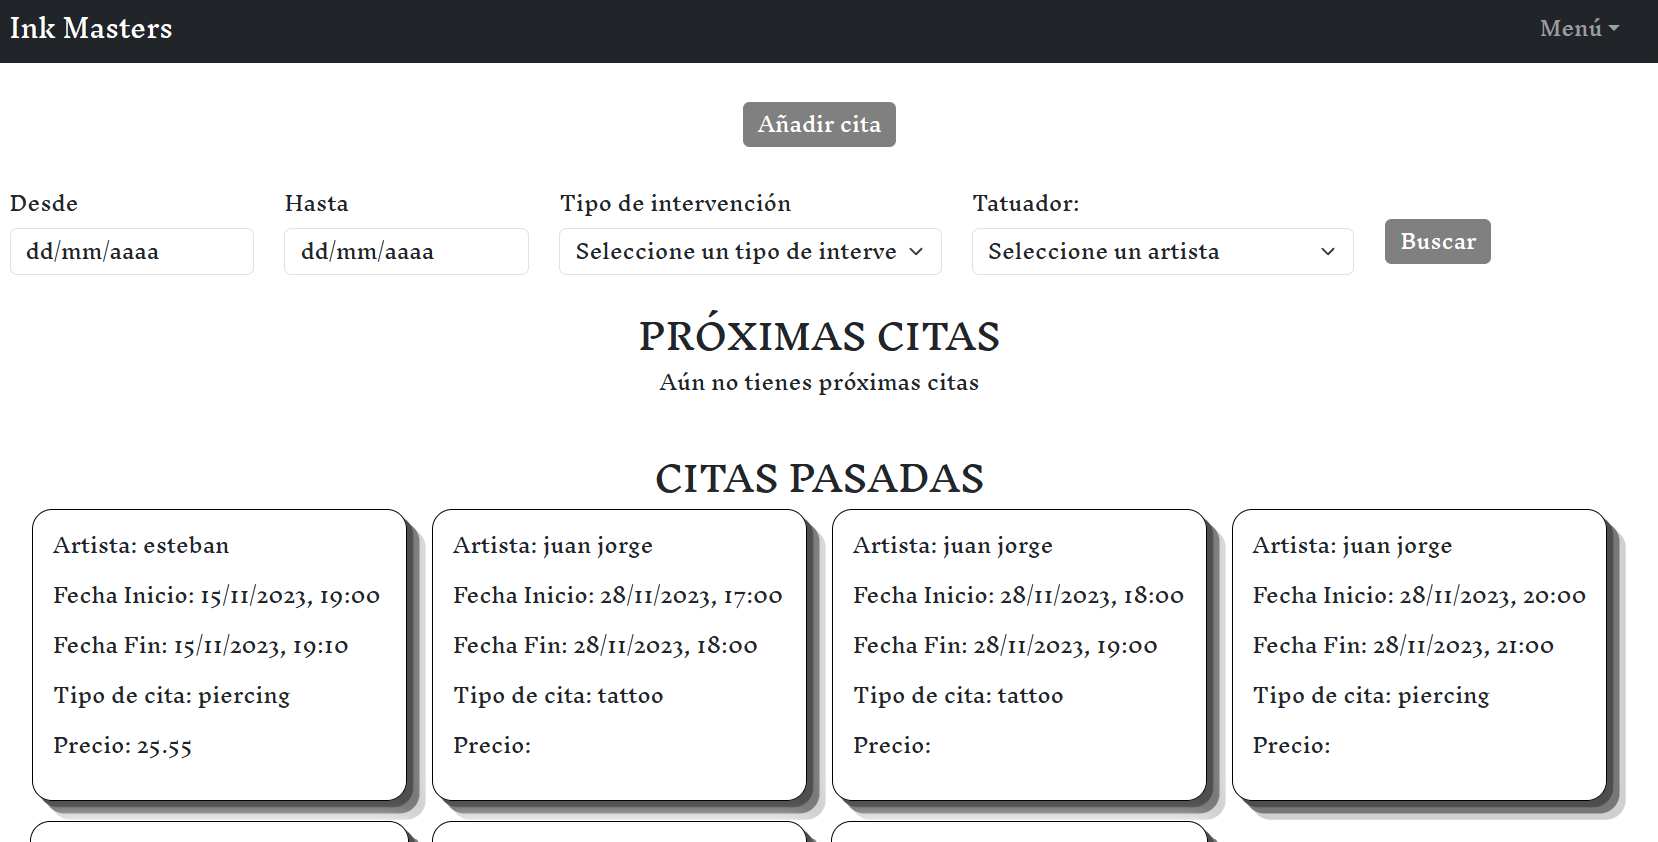 Ink Masters
Menú
Añadir cita
Desde
Hasta
Tipo de intervención
Tatuador:
dd/mm/aaaa
dd/mm/aaaa
Seleccione un tipo de interve
Seleccione un artista
Buscar
PRÓXIMAS CITAS
Aún no tienes próximas citas
CITAS PASADAS
Artista: esteban
Fecha Inicio: 15/11/2023, 19:00
Fecha Fin: 15/11/2023, 19:10
Tipo de cita: piercing
Precio: 25.55
Artista: juan jorge
Fecha Inicio: 28/11/2023, 17:00
Fecha Fin: 28/11/2023, 18:00
Tipo de cita: tattoo
Precio:
Artista: juan jorge
Fecha Inicio: 28/11/2023, 18:00
Fecha Fin: 28/11/2023, 19:00
Tipo de cita: tattoo
Precio:
Artista: juan jorge
Fecha Inicio: 28/11/2023, 20:00
Fecha Fin: 28/11/2023, 21:00
Tipo de cita: piercing
Precio: